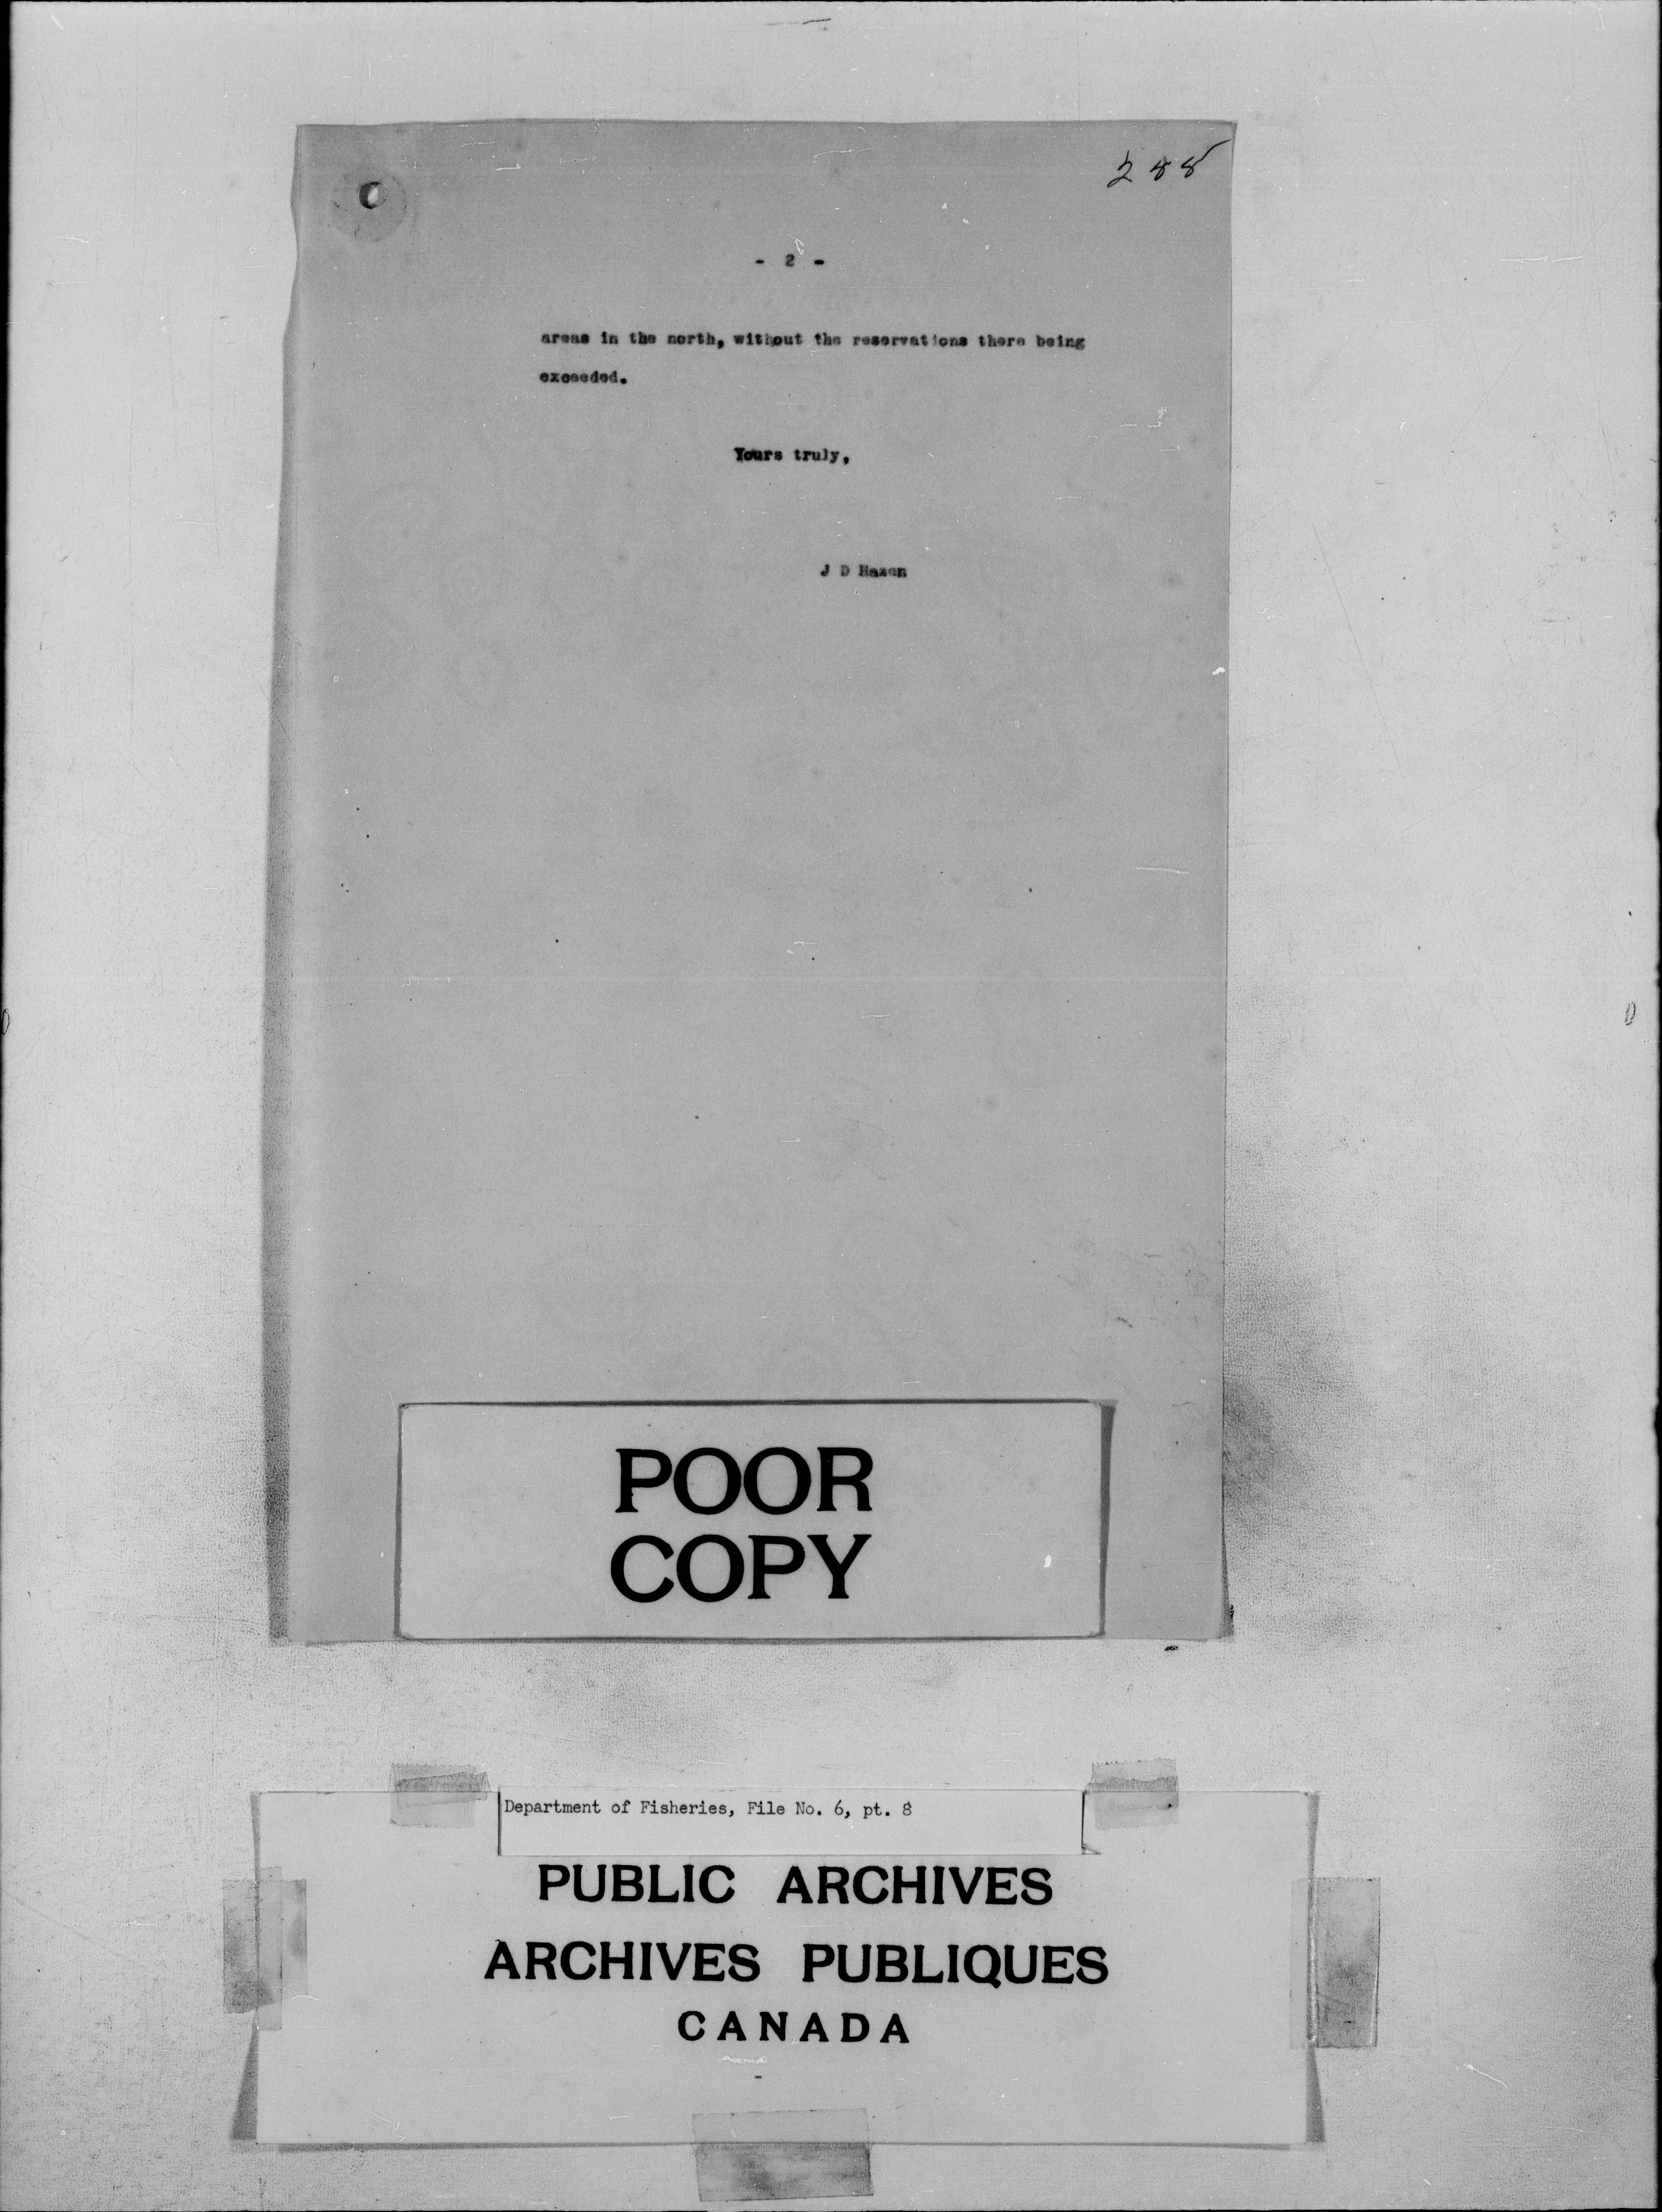 288
- 2 -
areas in the north, without the reservations there being
exceeded.
Yours truly,
J D Hazen
POOR
COPY
Department of Fisheries, File No. 6, pt. 8
PUBLIC ARCHIVES
ARCHIVES PUBLIQUES
CANADA